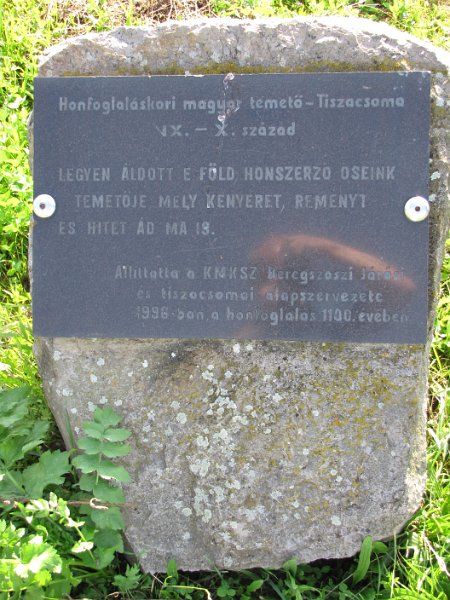 Honfoglaláskori magyar temető - Tiszacsoma
IX. - X. század
LEGYEN ÁLDOTT E FÖLD HONSZERZŐ ŐSEINK
TEMETŐJE MELY KENYERET, REMÉNYT
ÉS HITET ÁD MA IS.
Állíttatta a KMKSZ Beregszászi Járási
és tiszacsomai alapszervezete
1996-ban, a honfoglalás 1100. évében